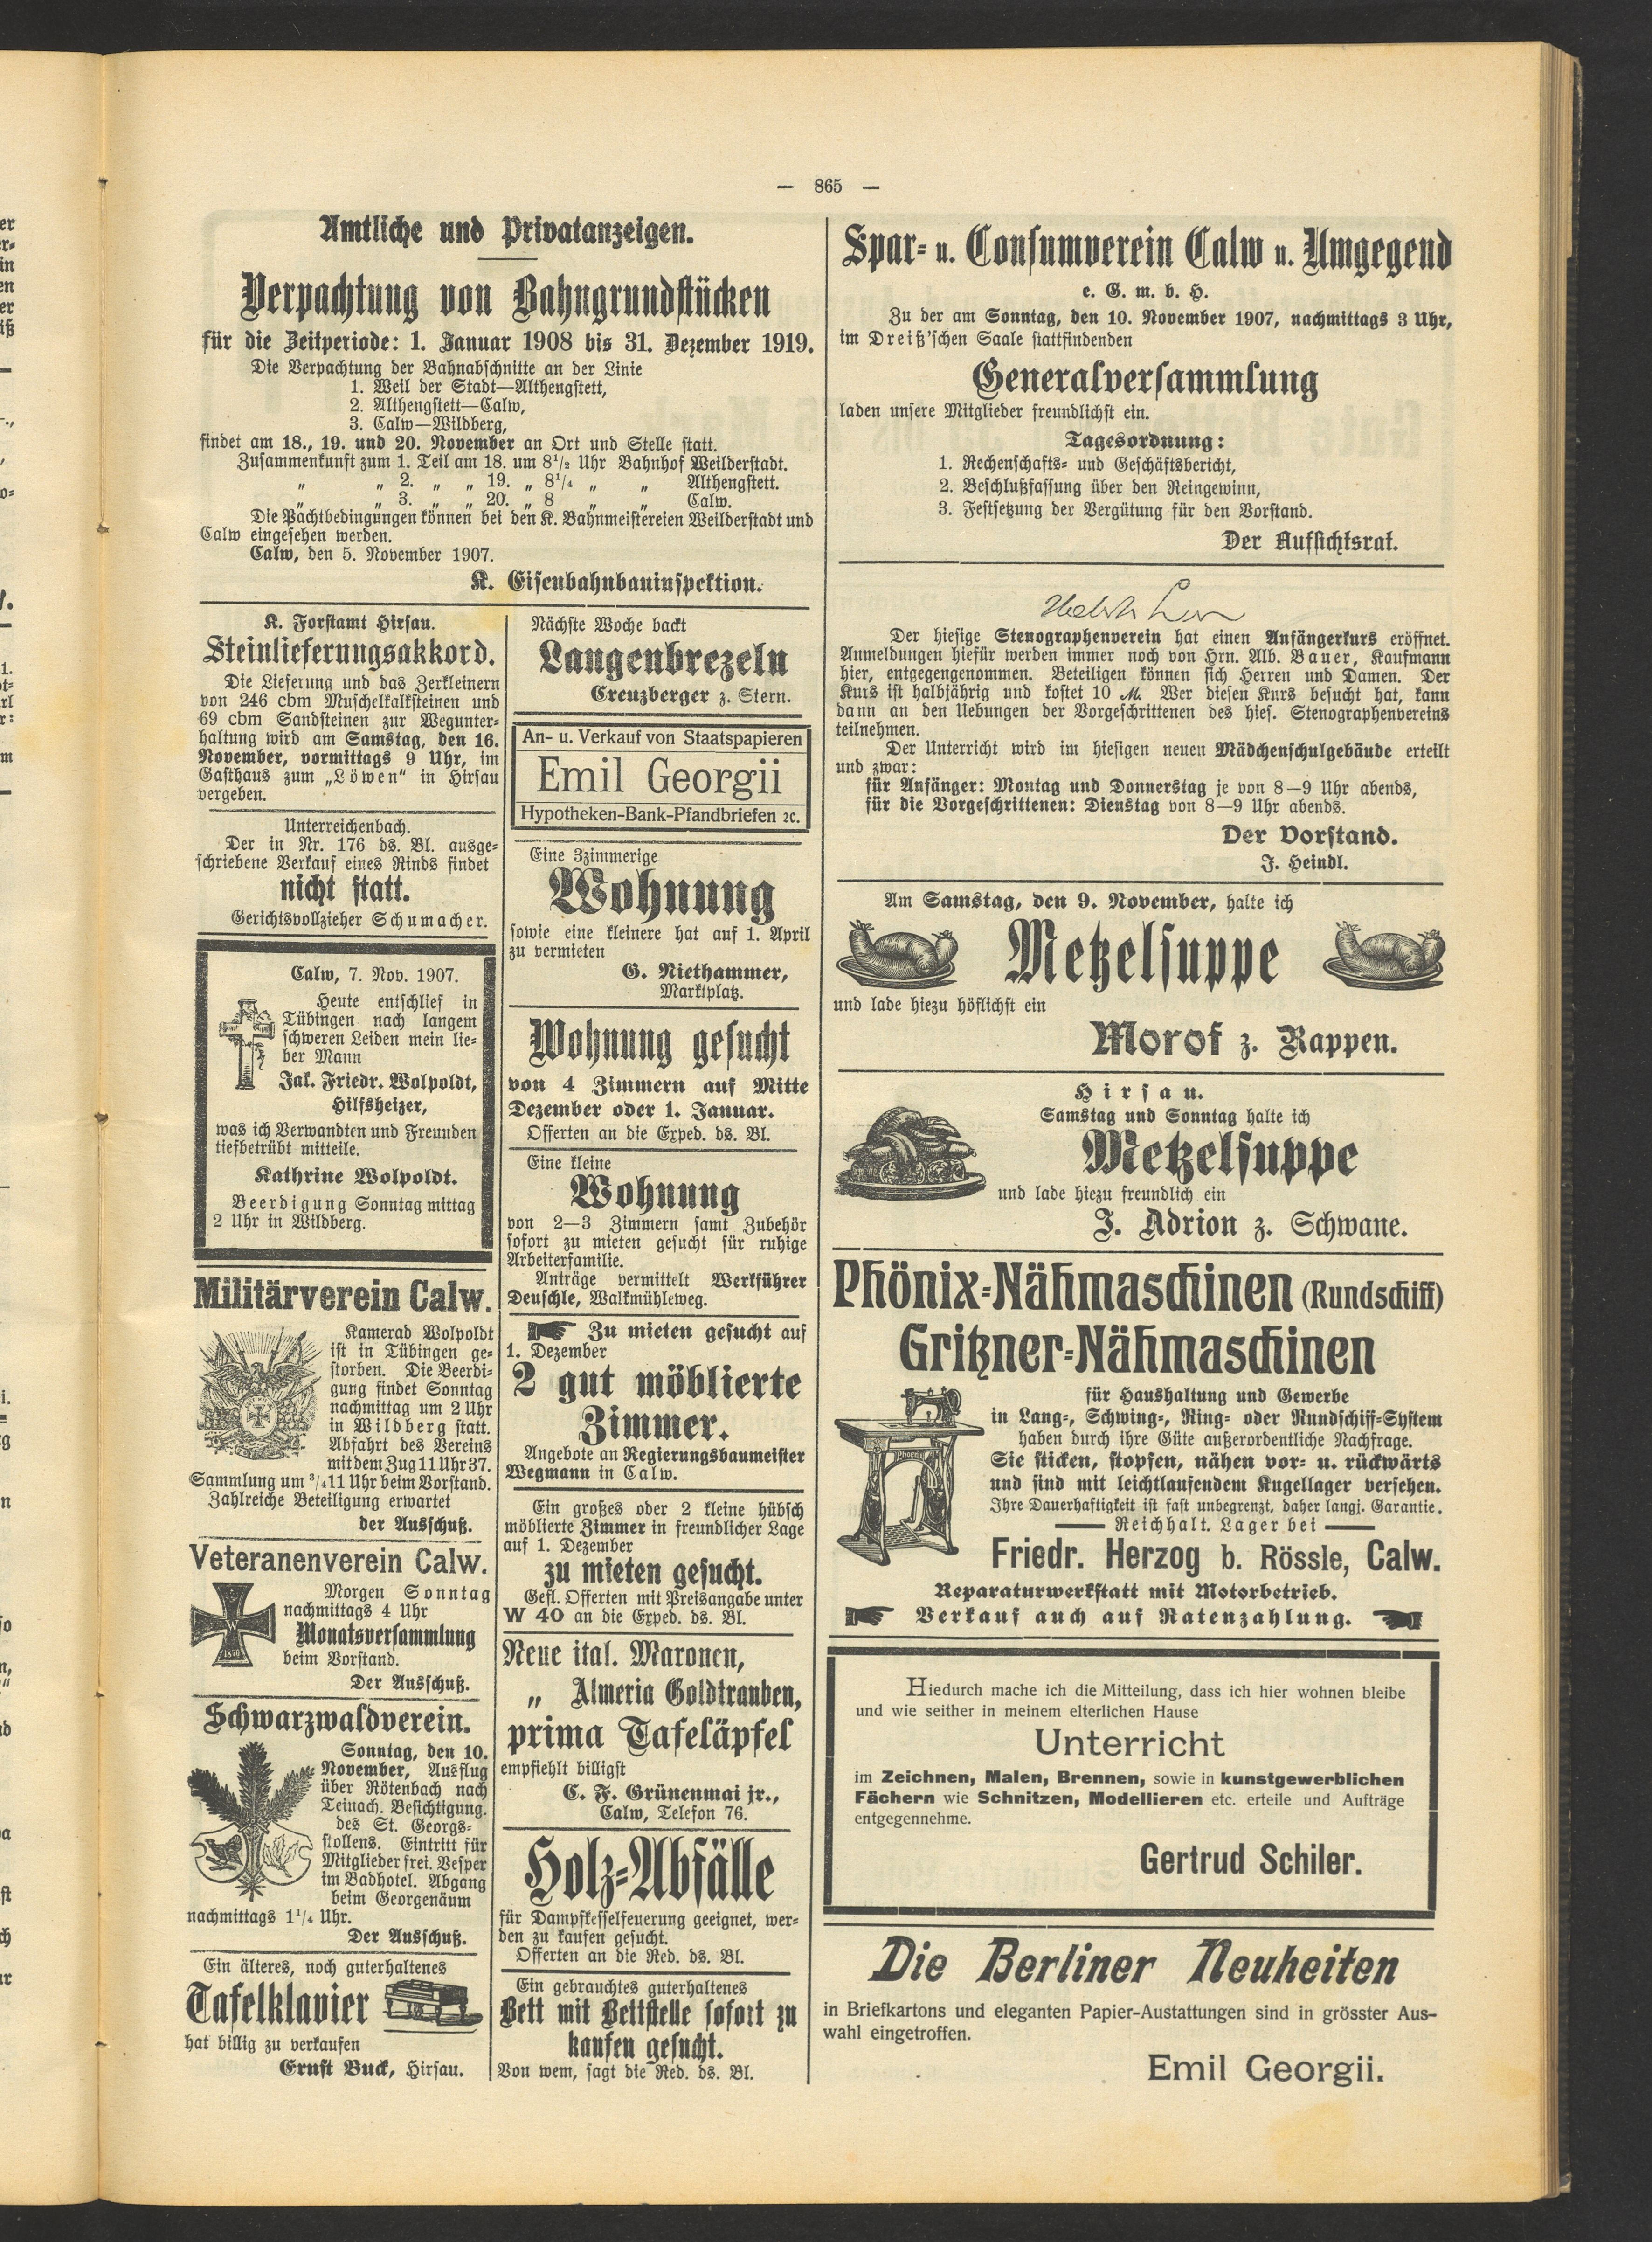 — 865 —
Amtliche und Privatanzeigen.
Verpachtung von Bahngrundstücken
für die Zeitperiode: 1. Januar 1908 bis 31. Dezember 1919.
Die Verpachtung der Bahnabschnitte an der Linie
1. Weil der Stadt—Althengstett,
2. Althengstett—Calw,
3. Calw—Wildberg,
findet am 18., 19. und 20. November an Ort und Stelle statt.
Zusammenkunft zum 1. Teil am 18. um 8½ Uhr Bahnhof Weilderstadt.
„ „ 2. „ „ 19. „ 8¼ „ „ Althengstett.
„ „ 3. „ „ 20. „ 8 „ „ Calw.
Die Pachtbedingungen können bei den K. Bahnmeistereien Weilderstadt und
Calw eingesehen werden.
Calw, den 5. November 1907.
K. Eisenbahnbauinspektion.
K. Forstamt Hirsau.
Steinlieferungsakkord.
Die Lieferung und das Zerkleinern
von 246 cbm Muschelkalksteinen und
69 cbm Sandsteinen zur Wegunter-
haltung wird am Samstag, den 16.
November, vormittags 9 Uhr, im
Gasthaus zum „Löwen“ in Hirsau
vergeben.
Unterreichenbach.
Der in Nr. 176 ds. Bl. ausge-
schriebene Verkauf eines Rinds findet
nicht statt.
Gerichtsvollzieher Schumacher.
Calw, 7. Nov. 1907.
Heute entschlief in
Tübingen nach langem
schweren Leiden mein lie-
ber Mann
Jak. Friedr. Wolpoldt,
Hilfsheizer,
was ich Verwandten und Freunden
tiefbetrübt mitteile.
Kathrine Wolpoldt.
Beerdigung Sonntag mittag
2 Uhr in Wildberg.
Militärverein Calw.
Kamerad Wolpoldt
ist in Tübingen ge-
storben. Die Beerdi-
gung findet Sonntag
nachmittag um 2 Uhr
in Wildberg statt.
Abfahrt des Vereins
mit dem Zug 11 Uhr 37.
Sammlung um ¾11 Uhr beim Vorstand.
Zahlreiche Beteiligung erwartet
der Ausschuß.
Veteranenverein Calw.
W
1870
Morgen Sonntag
nachmittags 4 Uhr
Monatsversammlung
beim Vorstand.
Der Ausschuß.
Schwarzwaldverein.
Sonntag, den 10.
November, Ausflug
über Rötenbach nach
Teinach. Besichtigung.
des St. Georgs-
stollens. Eintritt für
Mitglieder frei. Vesper
im Badhotel. Abgang
beim Georgenäum
nachmittags 1¼ Uhr.
Der Ausschuß.
Ein älteres, noch guterhaltenes
Tafelklavier
hat billig zu verkaufen
Ernst Buck, Hirsau.
Nächste Woche backt
Langenbrezeln
Creuzberger z. Stern.
An- u. Verkauf von Staatspapieren
Emil Georgii
Hypotheken-Bank-Pfandbriefen 2c.
Eine 3zimmerige
Wohnung
sowie eine kleinere hat auf 1. April
zu vermieten
G. Niethammer,
Marktplatz.
Wohnung gesucht
von 4 Zimmern auf Mitte
Dezember oder 1. Januar.
Offerten an die Exped. ds. Bl.
Eine kleine
Wohnung
von 2—3 Zimmern samt Zubehör
sofort zu mieten gesucht für ruhige
Arbeiterfamilie.
Anträge vermittelt Werkführer
Deuschle, Walkmühleweg.
Zu mieten gesucht auf
1. Dezember
2 gut möblierte
Zimmer.
Angebote an Regierungsbaumeister
Wegmann in Calw.
Ein großes oder 2 kleine hübsch
möblierte Zimmer in freundlicher Lage
auf 1. Dezember
zu mieten gesucht.
Gefl. Offerten mit Preisangabe unter
W 40 an die Exped. ds. Bl.
Neue ital. Maronen,
„ Almeria Goldtrauben,
prima Tafeläpfel
empfiehlt billigst
C. F. Grünenmai jr.,
Calw, Telefon 76.
Holz-Abfälle
für Dampfkesselfeuerung geeignet, wer-
den zu kaufen gesucht.
Offerten an die Red. ds. Bl.
Ein gebrauchtes guterhaltenes
Bett mit Bettstelle sofort zu
kaufen gesucht.
Von wem, sagt die Red. ds. Bl.
Spar- u. Consumverein Calw u. Umgegend
e. G. m. b. H.
Zu der am Sonntag, den 10. November 1907, nachmittags 3 Uhr,
im Dreiß'schen Saale stattfindenden
Generalversammlung
laden unsere Mitglieder freundlichst ein.
Tagesordnung:
1. Rechenschafts- und Geschäftsbericht,
2. Beschlußfassung über den Reingewinn,
3. Festsetzung der Vergütung für den Vorstand.
Der Aufsichtsrat.
Der hiesige Stenographenverein hat einen Anfängerkurs eröffnet.
Anmeldungen hiefür werden immer noch von Hrn. Alb. Bauer, Kaufmann
hier, entgegengenommen. Beteiligen können sich Herren und Damen. Der
Kurs ist halbjährig und kostet 10 M. Wer diesen Kurs besucht hat, kann
dann an den Uebungen der Vorgeschrittenen des hies. Stenographenvereins
teilnehmen.
Der Unterricht wird im hiesigen neuen Mädchenschulgebäude erteilt
und zwar:
für Anfänger: Montag und Donnerstag je von 8—9 Uhr abends,
für die Vorgeschrittenen: Dienstag von 8—9 Uhr abends.
Der Vorstand.
J. Heindl.
Am Samstag, den 9. November, halte ich
Metzelsuppe
und lade hiezu höflichst ein
Morof z. Rappen.
Hirsau.
Samstag und Sonntag halte ich
Metzelsuppe
und lade hiezu freundlich ein
J. Adrion z. Schwane.
Phönix-Nähmaschinen (Rundschiff)
Gritzner-Nähmaschinen
für Haushaltung und Gewerbe
in Lang-, Schwing-, Ring- oder Rundschiff-System
haben durch ihre Güte außerordentliche Nachfrage.
Sie sticken, stopfen, nähen vor- u. rückwärts
und sind mit leichtlaufendem Kugellager versehen.
Ihre Dauerhaftigkeit ist fast unbegrenzt, daher langj. Garantie.
Phoenix
Reichhalt. Lager bei
Friedr. Herzog b. Rössle, Calw.
Reparaturwerkstatt mit Motorbetrieb.
Verkauf auch auf Ratenzahlung.
Hiedurch mache ich die Mitteilung, dass ich hier wohnen bleibe
und wie seither in meinem elterlichen Hause
Unterricht
im Zeichnen, Malen, Brennen, sowie in kunstgewerblichen
Fächern wie Schnitzen, Modellieren etc. erteile und Aufträge
entgegennehme.
Gertrud Schiler.
Die Berliner Neuheiten
in Briefkartons und eleganten Papier-Austattungen sind in grösster Aus-
wahl eingetroffen.
Emil Georgii.